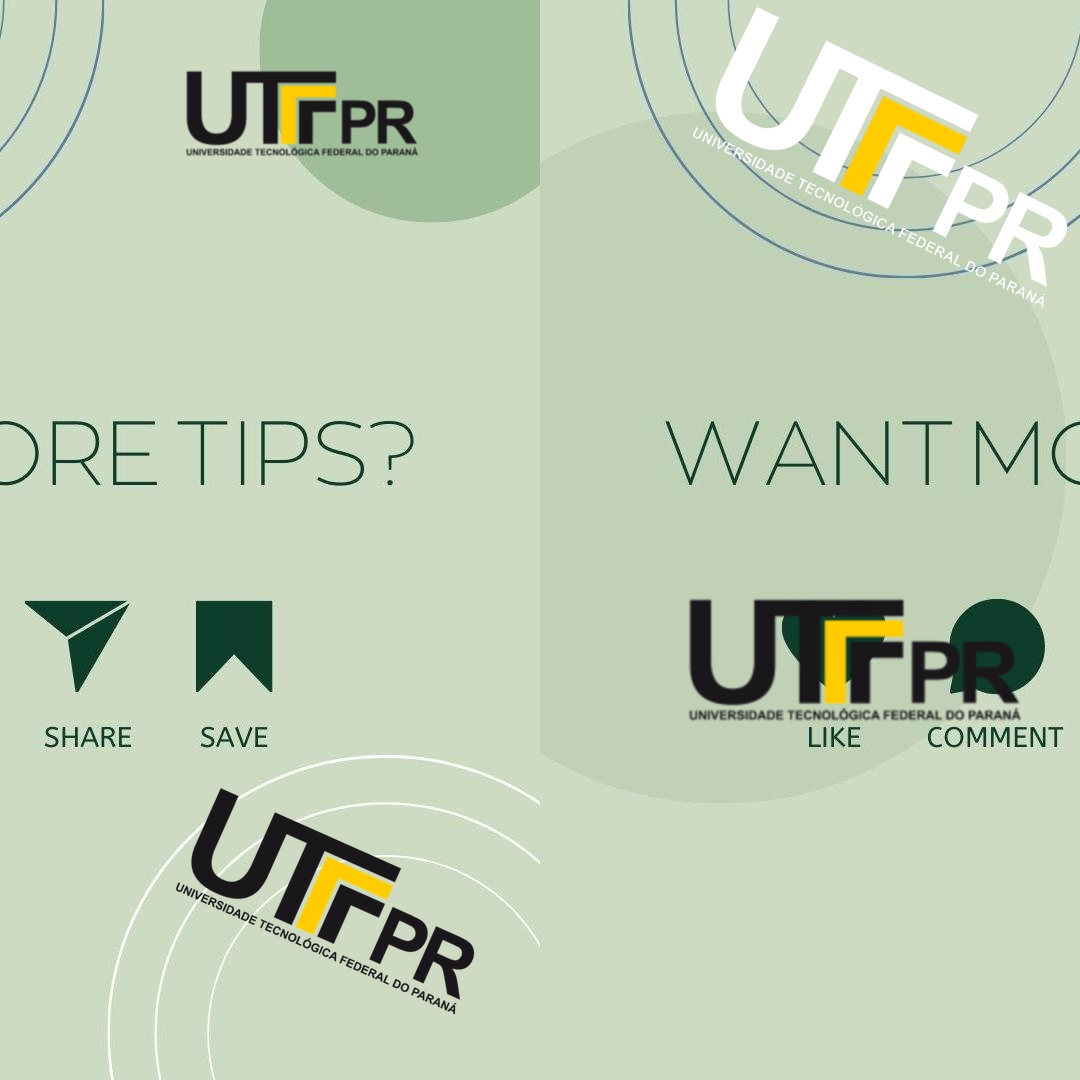 UTFPR
UNIVERSIDADE TECNOLÓGICA FEDERAL DO PARANÁ
UTFPR
UNIVERSIDADE TECNOLÓGICA FEDERAL DO PARANÁ
ORE TIPS?
WANT MO
SHARE
SAVE
UTFPR
UNIVERSIDADE TECNOLÓGICA FEDERAL DO PARANÁ
LIKE
COMMENT
UTFPR
UNIVERSIDADE TECNOLÓGICA FEDERAL DO PARANÁ